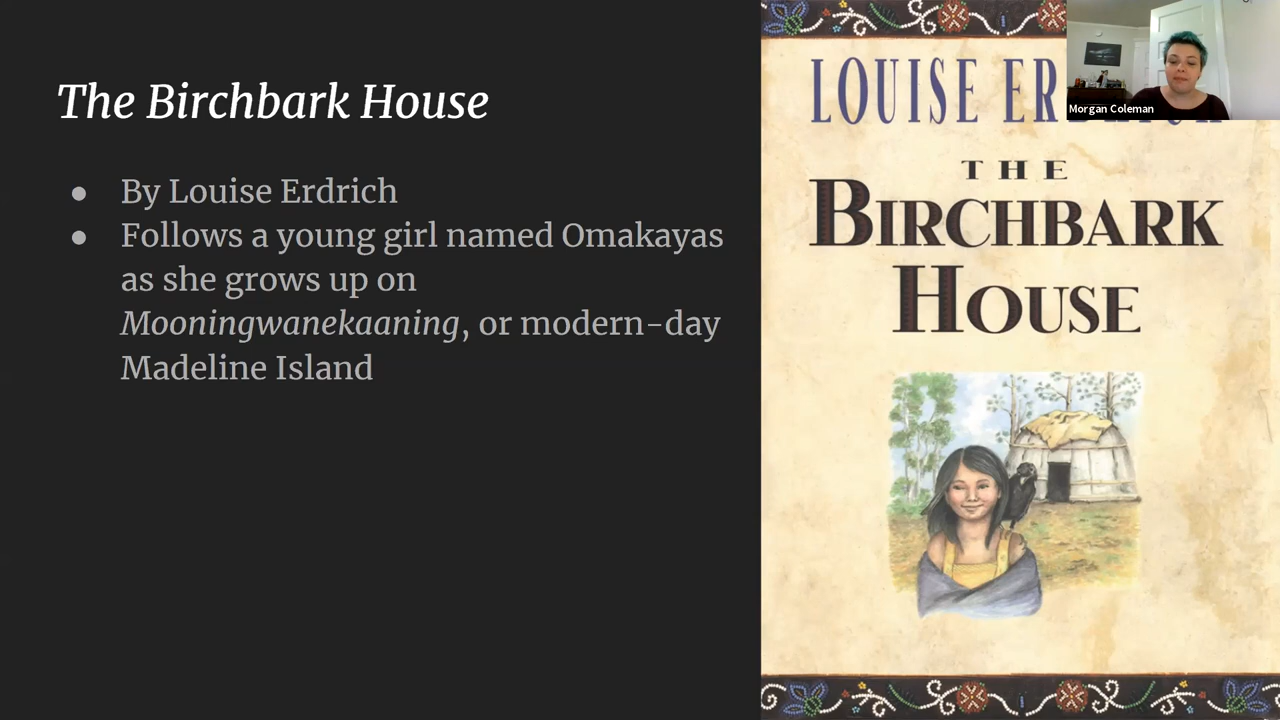 The Birchbark House
● By Louise Erdrich
● Follows a young girl named Omakayas
as she grows up on
Mooningwanekaaning, or modern-day
Madeline Island
LOUISE
THE
BIRCHBARK
HOUSE
Morgan Coleman